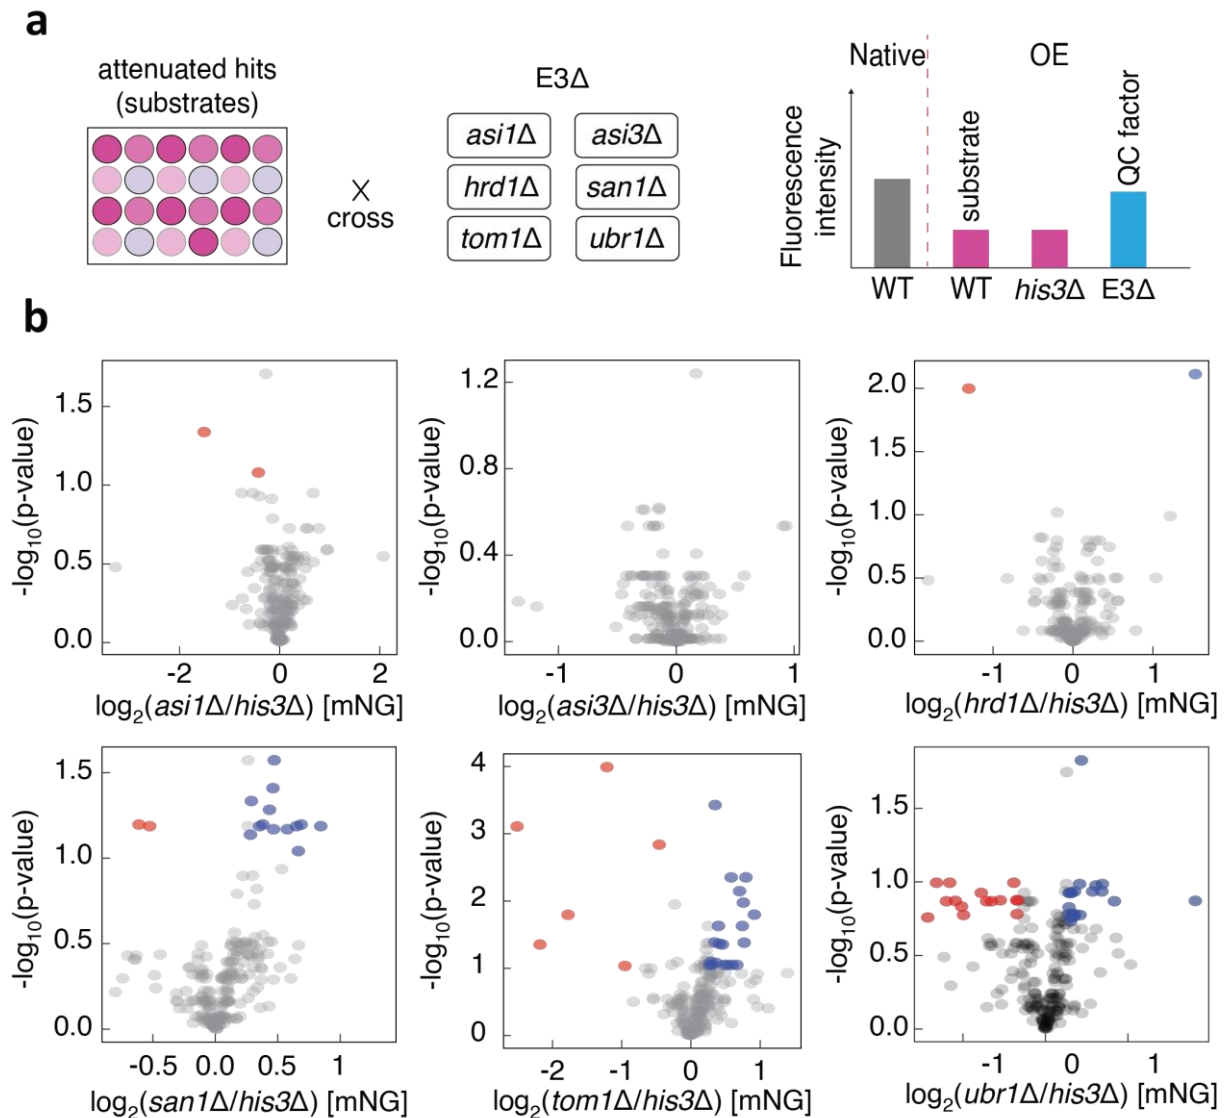 a
attenuated hits
(substrates)
X
cross
E3Δ
asi1Δ
asi3Δ
hrd1Δ
san1Δ
tom1Δ
ubr1Δ
Native
OE
Fluorescence
intensity
substrate
QC factor
WT
WT
his3Δ
E3Δ
b
-log10(p-value)
1.5
1.0
0.5
0.0
-2
0
2
log2(asi1Δ/his3Δ) [mNG]
-log10(p-value)
1.2
0.8
0.4
0.0
-1
0
1
log2(asi3Δ/his3Δ) [mNG]
-log10(p-value)
2.0
1.5
1.0
0.5
0.0
-1
0
1
log2(hrd1Δ/his3Δ) [mNG]
-log10(p-value)
1.5
1.0
0.5
0.0
-0.5
0.0
0.5
1
log2(san1Δ/his3Δ) [mNG]
-log10(p-value)
4
3
2
1
0
-2
-1
0
1
log2(tom1Δ/his3Δ) [mNG]
-log10(p-value)
1.5
1.0
0.5
0.0
-1
0
1
log2(ubr1Δ/his3Δ) [mNG]